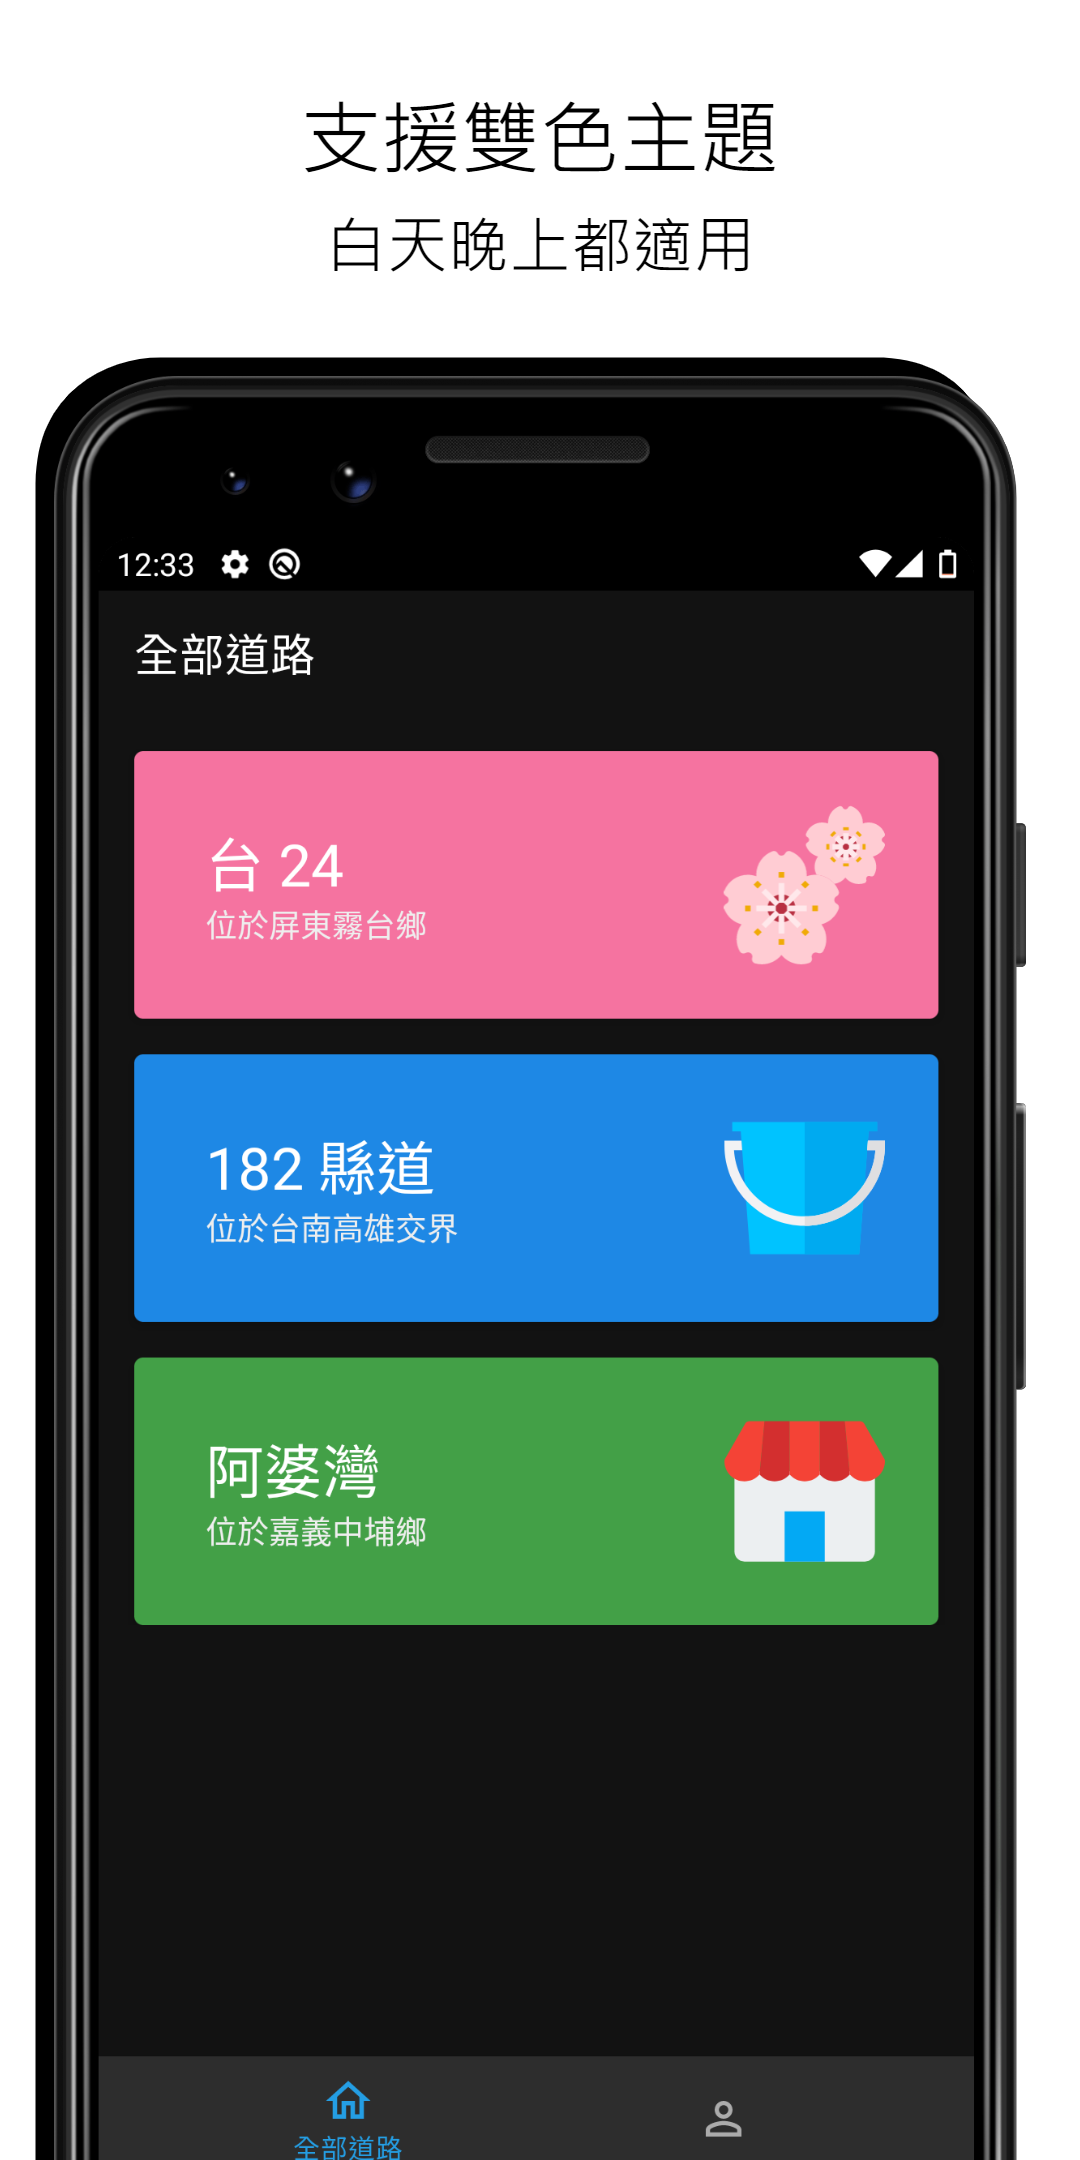 支援雙色主題
白天晚上都適用
12:33
全部道路
台 24
位於屏東霧台鄉
182 縣道
位於台南高雄交界
阿婆灣
位於嘉義中埔鄉
全部道路